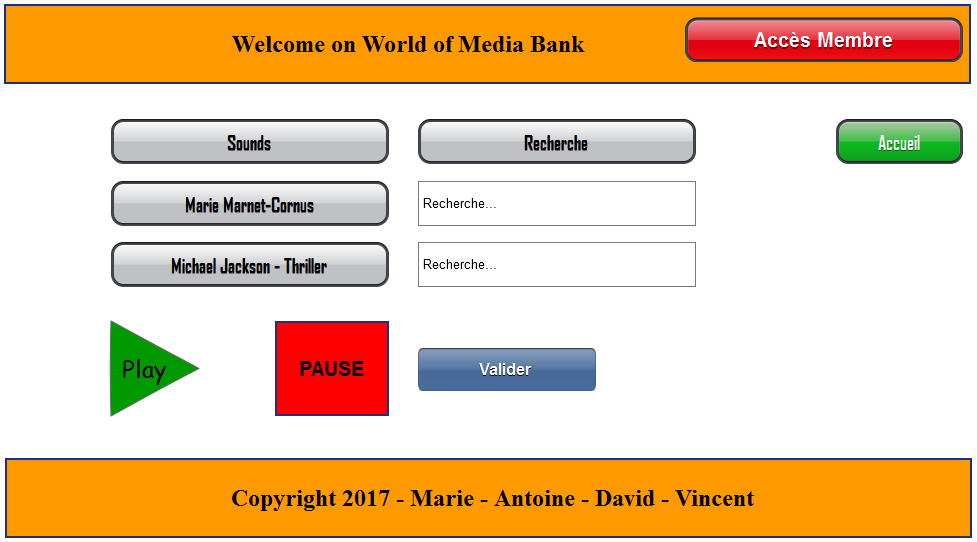 Welcome on World of Media Bank
Accès Membre
Sounds
Recherche
Accueil
Marie Marnet-Cornus
Recherche...
Michael Jackson - Thriller
Recherche...
Play
PAUSE
Valider
Copyright 2017 - Marie - Antoine - David - Vincent